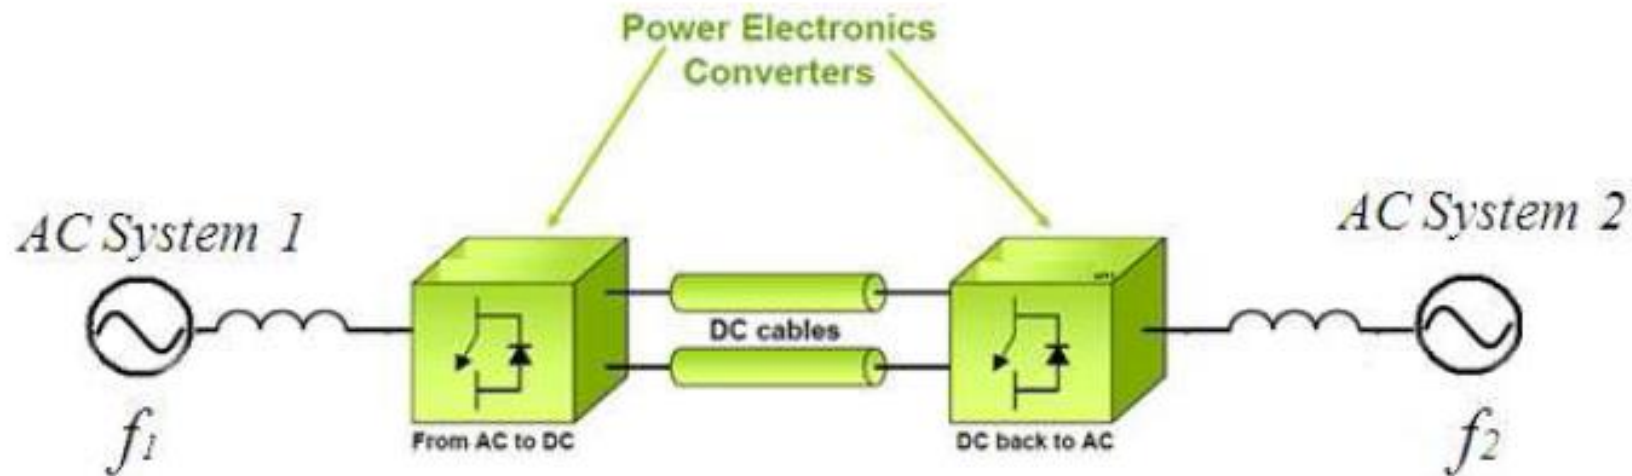 Power Electronics
Converters
AC System 1
AC System 2
DC cables
From AC to DC
DC back to AC
f1
f2